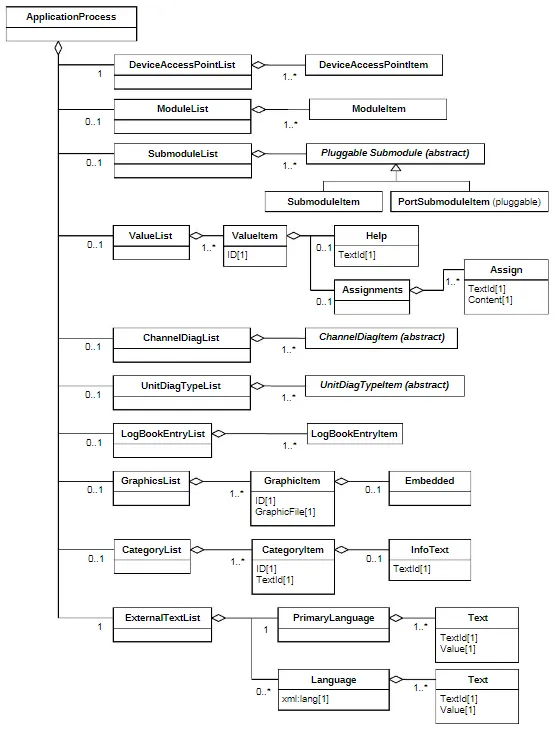 ApplicationProcess
DeviceAccessPointList
DeviceAccessPointItem
1
1..*
ModuleList
ModuleItem
0..1
1..*
SubmoduleList
Pluggable Submodule (abstract)
0..1
1..*
SubmoduleItem
PortSubmoduleItem (pluggable)
ValueList
ValueItem
Help
0..1
1..*
ID[1]
0..1
TextId[1]
Assignments
Assign
0..1
1..*
TextId[1]
Content[1]
ChannelDiagList
ChannelDiagItem (abstract)
0..1
1..*
UnitDiagTypeList
UnitDiagTypeItem (abstract)
0..1
1..*
LogBookEntryList
LogBookEntryItem
0..1
1..*
GraphicsList
GraphicItem
Embedded
0..1
1..*
0..1
ID[1]
GraphicFile[1]
CategoryList
CategoryItem
InfoText
0..1
1..*
0..1
ID[1]
TextId[1]
TextId[1]
ExternalTextList
PrimaryLanguage
Text
1
1
1..*
TextId[1]
Value[1]
Language
Text
0..*
xml:lang[1]
1..*
TextId[1]
Value[1]